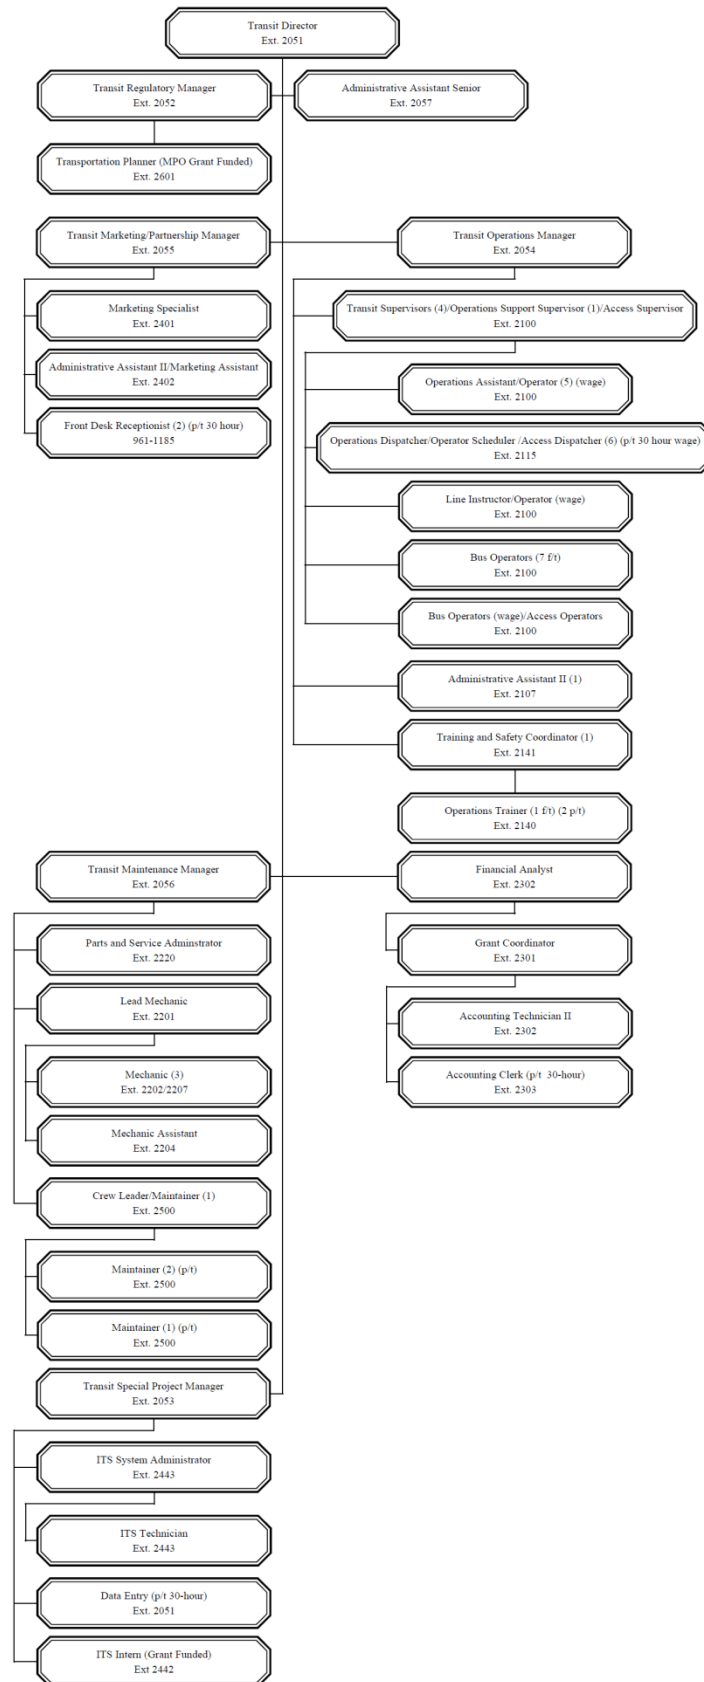 Transit Director
Ext. 2051
Transit Regulatory Manager
Ext. 2052
Administrative Assistant Senior
Ext. 2057
Transportation Planner (MPO Grant Funded)
Ext. 2601
Transit Marketing/Partnership Manager
Ext. 2055
Transit Operations Manager
Ext. 2054
Marketing Specialist
Ext. 2401
Transit Supervisors (4)/Operations Support Supervisor (1)/Access Supervisor
Ext. 2100
Administrative Assistant II/Marketing Assistant
Ext. 2402
Operations Assistant/Operator (5) (wage)
Ext. 2100
Front Desk Receptionist (2) (p/t 30 hour)
961-1185
Operations Dispatcher/Operator Scheduler /Access Dispatcher (6) (p/t 30 hour wage)
Ext. 2115
Line Instructor/Operator (wage)
Ext. 2100
Bus Operators (7 f/t)
Ext. 2100
Bus Operators (wage)/Access Operators
Ext. 2100
Administrative Assistant II (1)
Ext. 2107
Training and Safety Coordinator (1)
Ext. 2141
Operations Trainer (1 f/t) (2 p/t)
Ext. 2140
Transit Maintenance Manager
Ext. 2056
Financial Analyst
Ext. 2302
Parts and Service Adminstrator
Ext. 2220
Grant Coordinator
Ext. 2301
Lead Mechanic
Ext. 2201
Accounting Technician II
Ext. 2302
Mechanic (3)
Ext. 2202/2207
Accounting Clerk (p/t 30-hour)
Ext. 2303
Mechanic Assistant
Ext. 2204
Crew Leader/Maintainer (1)
Ext. 2500
Maintainer (2) (p/t)
Ext. 2500
Maintainer (1) (p/t)
Ext. 2500
Transit Special Project Manager
Ext. 2053
ITS System Administrator
Ext. 2443
ITS Technician
Ext. 2443
Data Entry (p/t 30-hour)
Ext. 2051
ITS Intern (Grant Funded)
Ext 2442